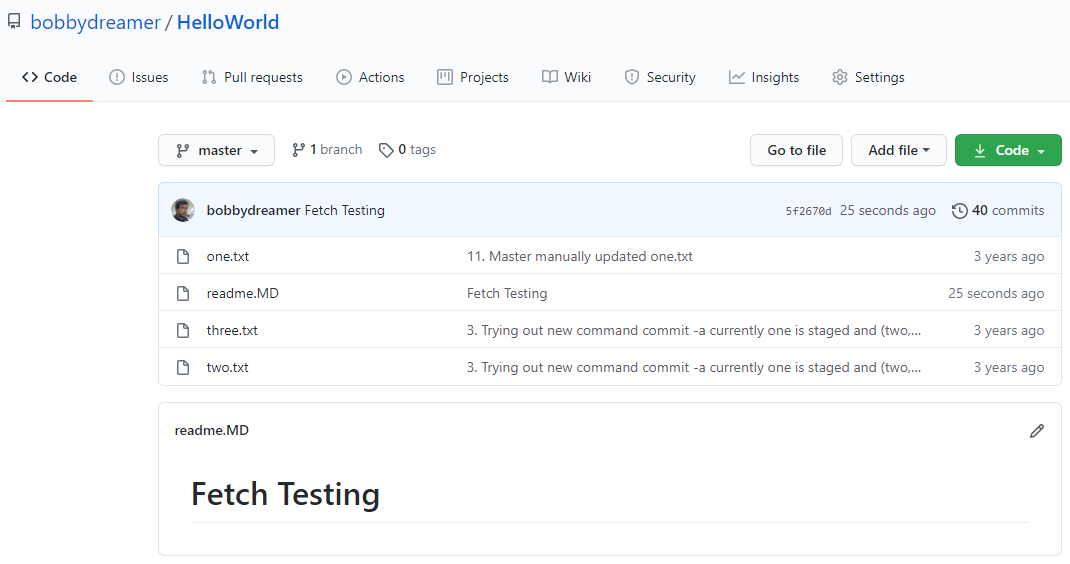 bobbydreamer / HelloWorld
Code Issues Pull requests Actions Projects Wiki Security Insights Settings
master 1 branch 0 tags Go to file Add file Code
bobbydreamer Fetch Testing 5f2670d 25 seconds ago 40 commits
one.txt 11. Master manually updated one.txt 3 years ago
readme.MD Fetch Testing 25 seconds ago
three.txt 3. Trying out new command commit -a currently one is staged and (two,... 3 years ago
two.txt 3. Trying out new command commit -a currently one is staged and (two,... 3 years ago
readme.MD
Fetch Testing